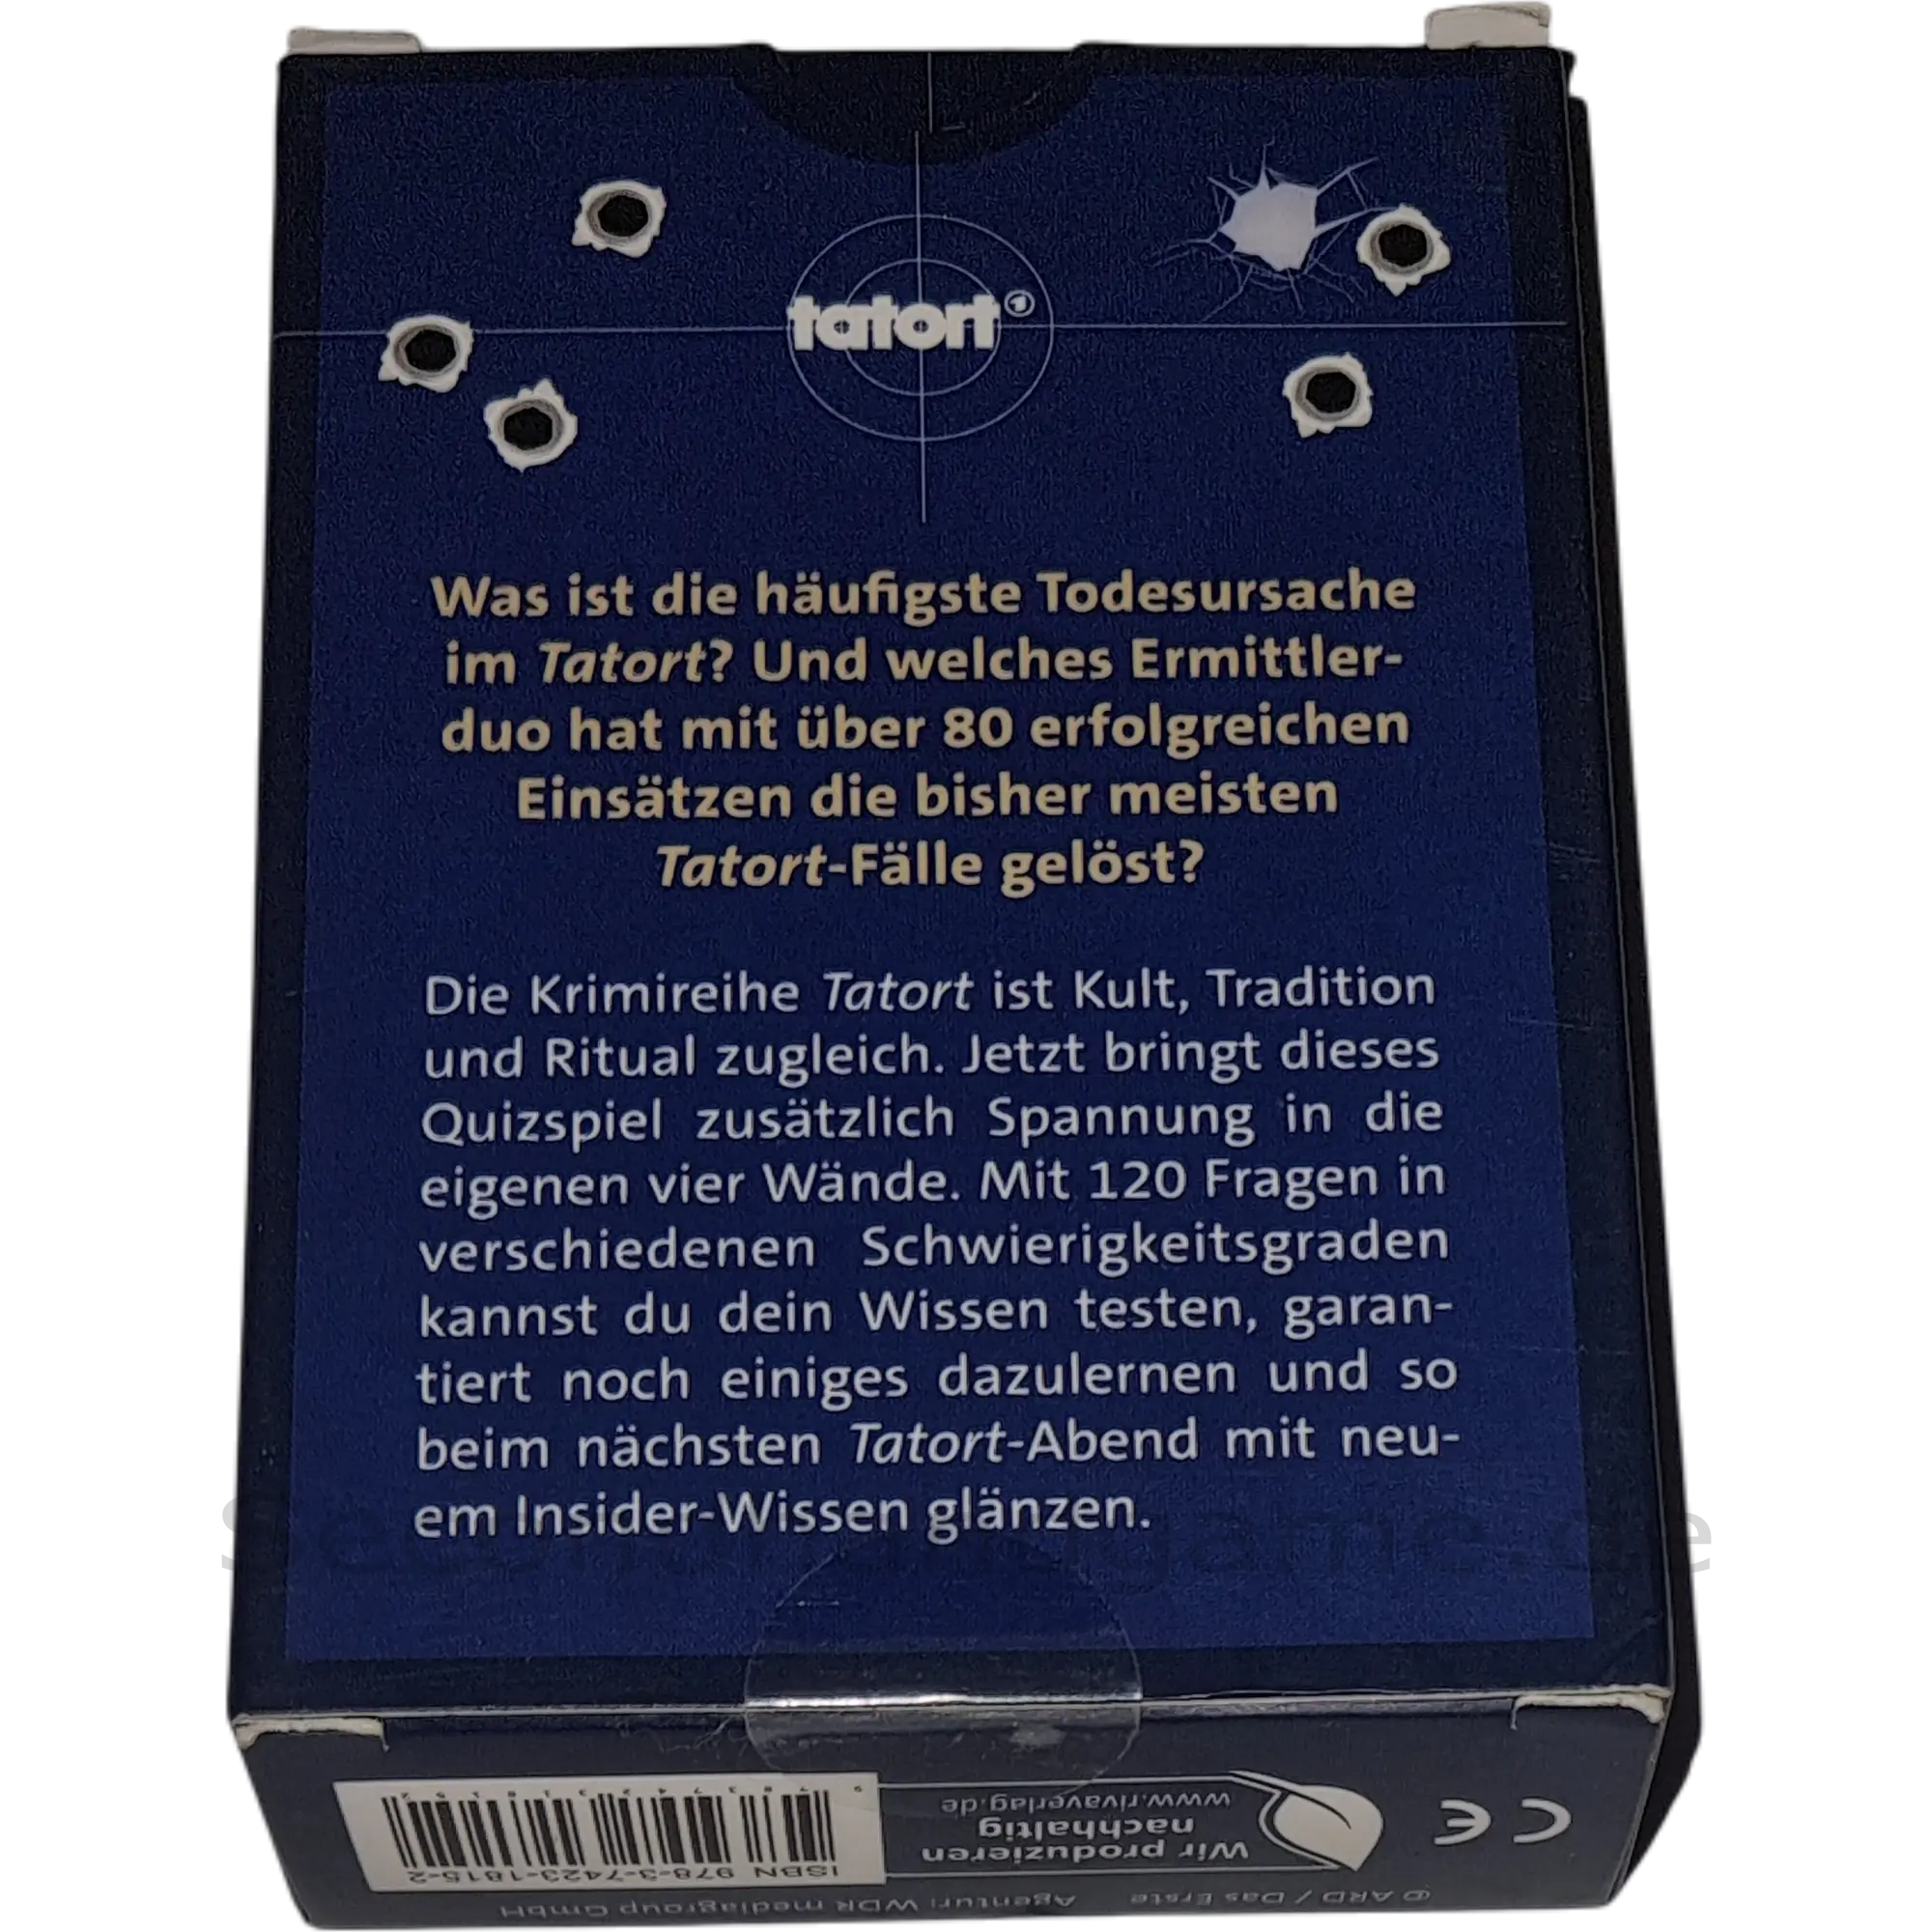 tatort
Was ist die häufigste Todesursache
im Tatort? Und welches Ermittler-
duo hat mit über 80 erfolgreichen
Einsätzen die bisher meisten
Tatort-Fälle gelöst?
Die Krimireihe Tatort ist Kult, Tradition
und Ritual zugleich. Jetzt bringt dieses
Quizspiel zusätzlich Spannung in die
eigenen vier Wände. Mit 120 Fragen in
verschiedenen Schwierigkeitsgraden
kannst du dein Wissen testen, garan-
tiert noch einiges dazulernen und so
beim nächsten Tatort-Abend mit neu-
em Insider-Wissen glänzen.
© ARD / Das Erste Agentur: WDR mediagroup GmbH
CE
Wir produzieren
nachhaltig
www.rivaverlag.de
ISBN 978-3-7423-1815-2
9 783742 318152